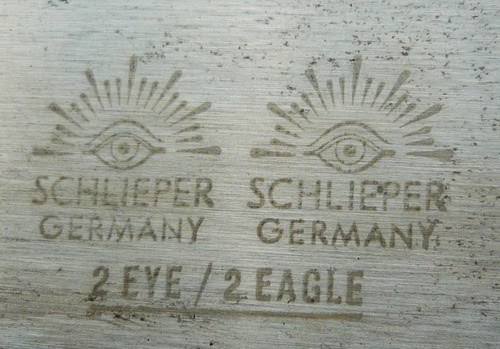 SCHLIEPER SCHLIEPER
GERMANY GERMANY
2 EYE / 2 EAGLE